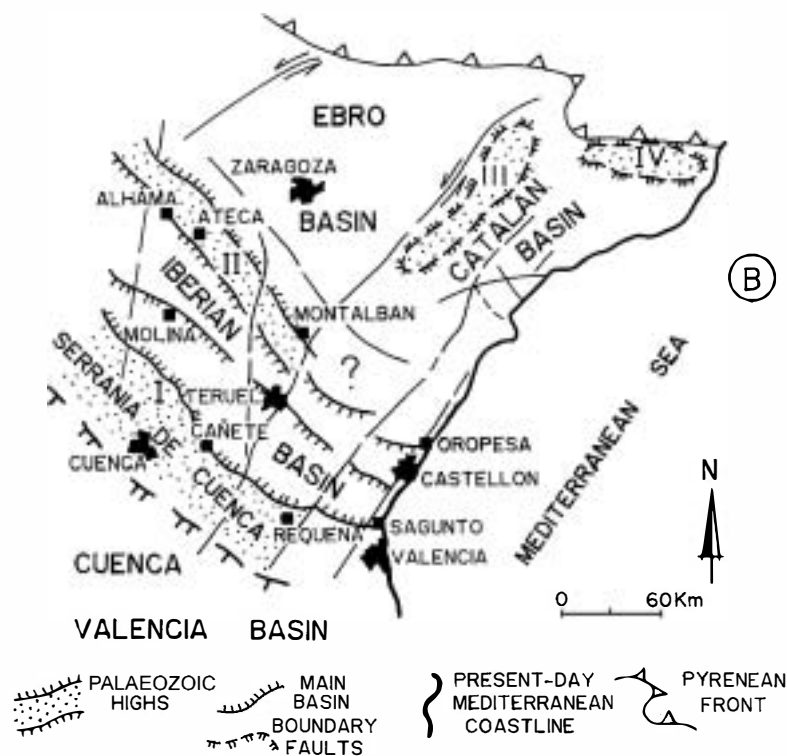 EBRO
ZARAGOZA
IV
ALHAMA
III
ATECA
BASIN
CATALAN
BASIN
II
B
IBERIAN
MONTALBAN
MOLINA
SERRANIA DE CUENCA
?
I
TERUEL
MEDITERRANEAN SEA
CAÑETE
OROPESA
CUENCA
BASIN
CASTELLON
N
REQUENA
SAGUNTO
VALENCIA
CUENCA
0 60Km
VALENCIA BASIN
PALAEOZOIC
HIGHS
MAIN
BASIN
BOUNDARY
FAULTS
PRESENT-DAY
MEDITERRANEAN
COASTLINE
PYRENEAN
FRONT